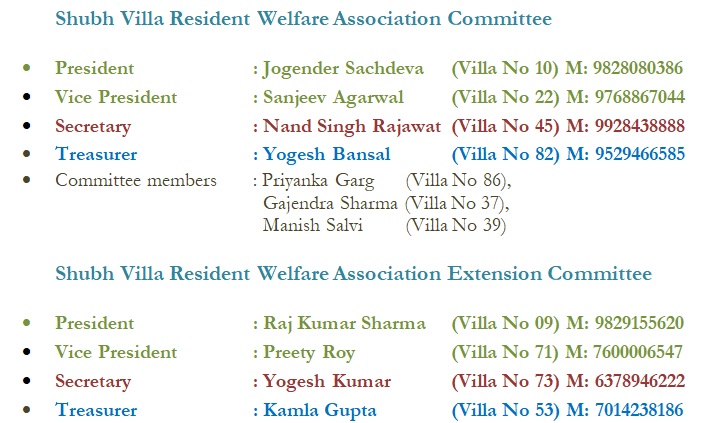 Shubh Villa Resident Welfare Association Committee
• President : Jogender Sachdeva (Villa No 10) M: 9828080386
• Vice President : Sanjeev Agarwal (Villa No 22) M: 9768867044
• Secretary : Nand Singh Rajawat (Villa No 45) M: 9928438888
• Treasurer : Yogesh Bansal (Villa No 82) M: 9529466585
• Committee members : Priyanka Garg (Villa No 86),
Gajendra Sharma (Villa No 37),
Manish Salvi (Villa No 39)
Shubh Villa Resident Welfare Association Extension Committee
• President : Raj Kumar Sharma (Villa No 09) M: 9829155620
• Vice President : Preety Roy (Villa No 71) M: 7600006547
• Secretary : Yogesh Kumar (Villa No 73) M: 6378946222
• Treasurer : Kamla Gupta (Villa No 53) M: 7014238186